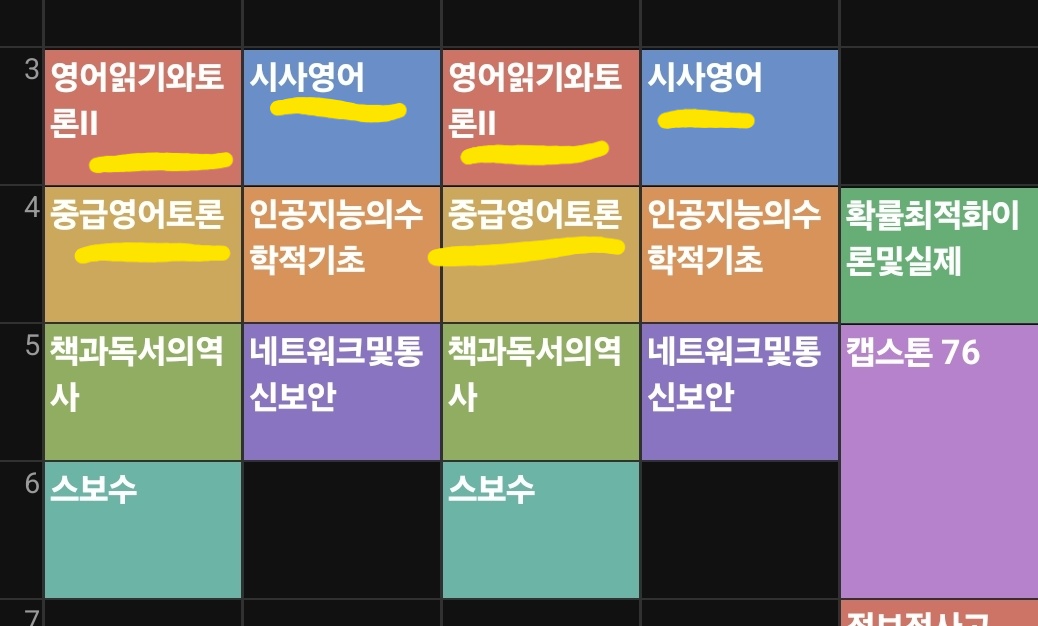 3
영어읽기와토
론II
시사영어
영어읽기와토
론II
시사영어
4
중급영어토론
인공지능의수
학적기초
중급영어토론
인공지능의수
학적기초
확률최적화이
론및실제
5
책과독서의역
사
네트워크및통
신보안
책과독서의역
사
네트워크및통
신보안
캡스톤 76
6
스보수
스보수
7